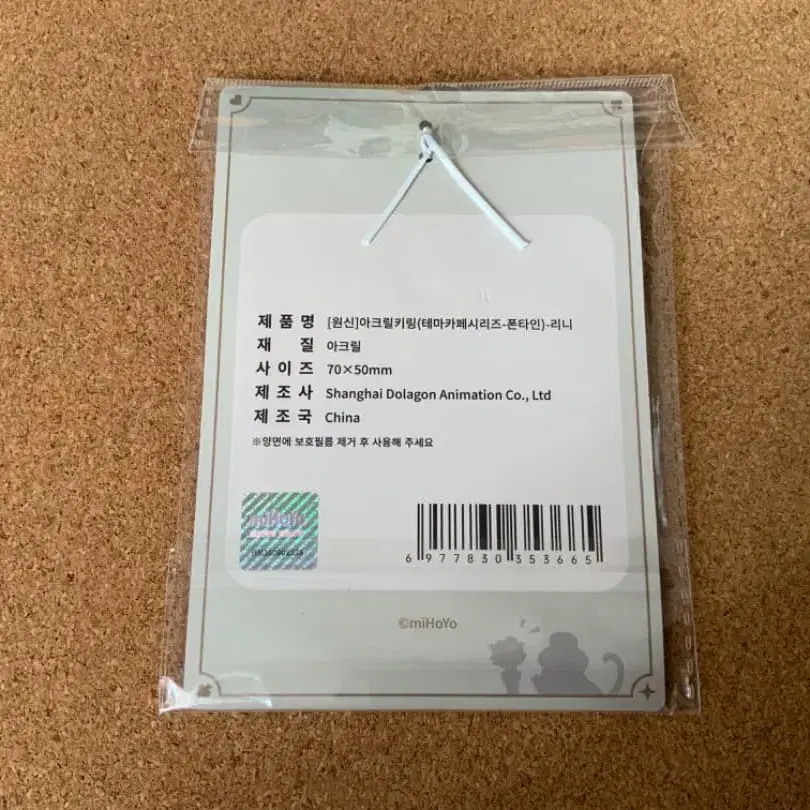 제품명 [원신]아크릴키링(테마카페시리즈-폰타인)-리니
재질 아크릴
사이즈 70×50mm
제조사 Shanghai Dolagon Animation Co., Ltd
제조국 China
※양면에 보호필름 제거 후 사용해 주세요
miHoYo
6 977830 353665
©miHoYo